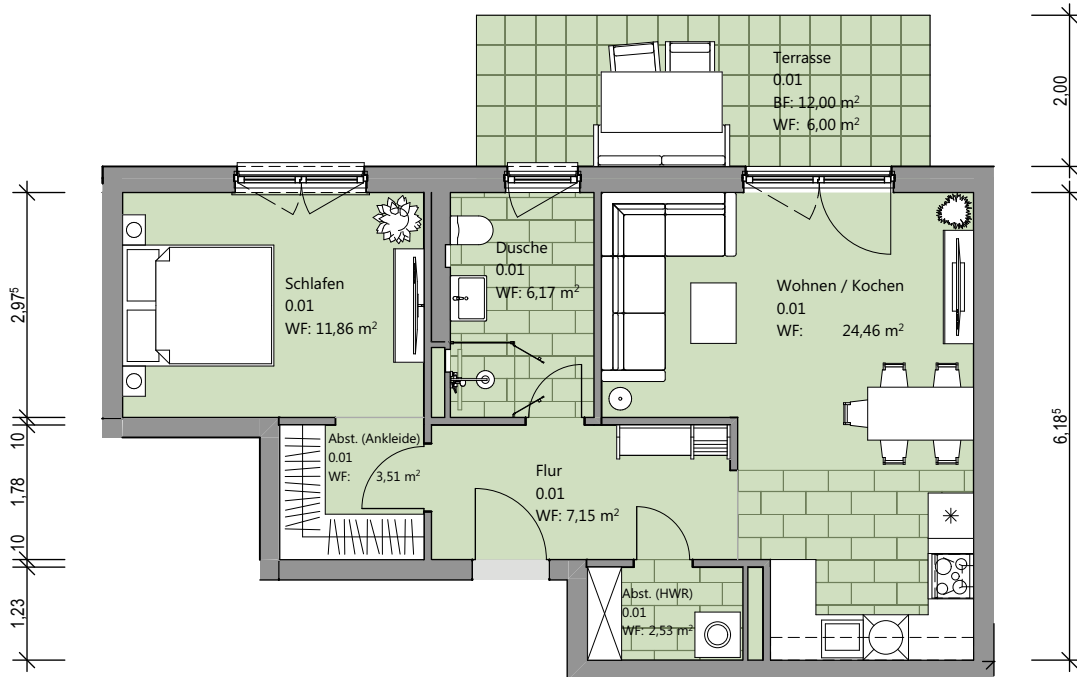 Terrasse
0.01
BF: 12,00 m²
WF: 6,00 m²
2,00
Schlafen
0.01
WF: 11,86 m²
Dusche
0.01
WF: 6,17 m²
Wohnen / Kochen
0.01
WF: 24,46 m²
2,97⁵
6,18⁵
Abst. (Ankleide)
0.01
WF: 3,51 m²
Flur
0.01
WF: 7,15 m²
10
1,78
10
Abst. (HWR)
0.01
WF: 2,53 m²
1,23